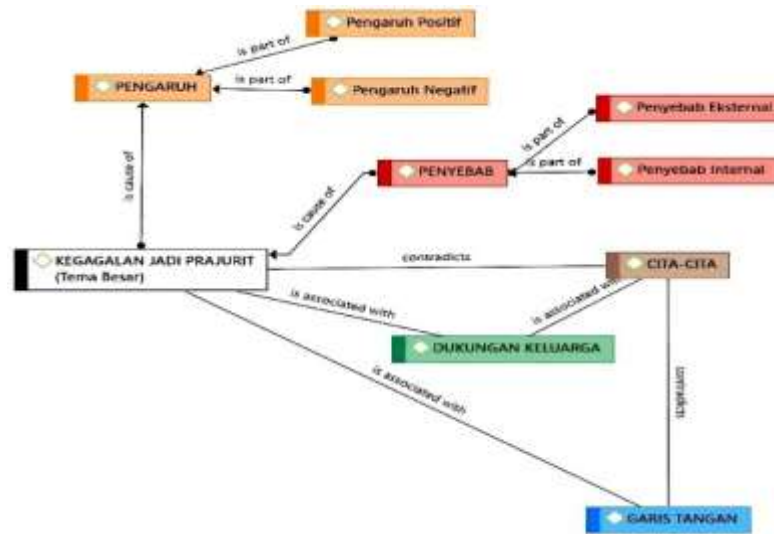 Pengaruh Positif
is part of
PENGARUH
is part of
Pengaruh Negatif
Penyebab Eksternal
is part of
is cause of
PENYEBAB
is part of
Penyebab Internal
is cause of
KEGAGALAN JADI PRAJURIT
(Tema Besar)
contradicts
CITA-CITA
is associated with
is associated with
DUKUNGAN KELUARGA
is associated with
contradicts
GARIS TANGAN